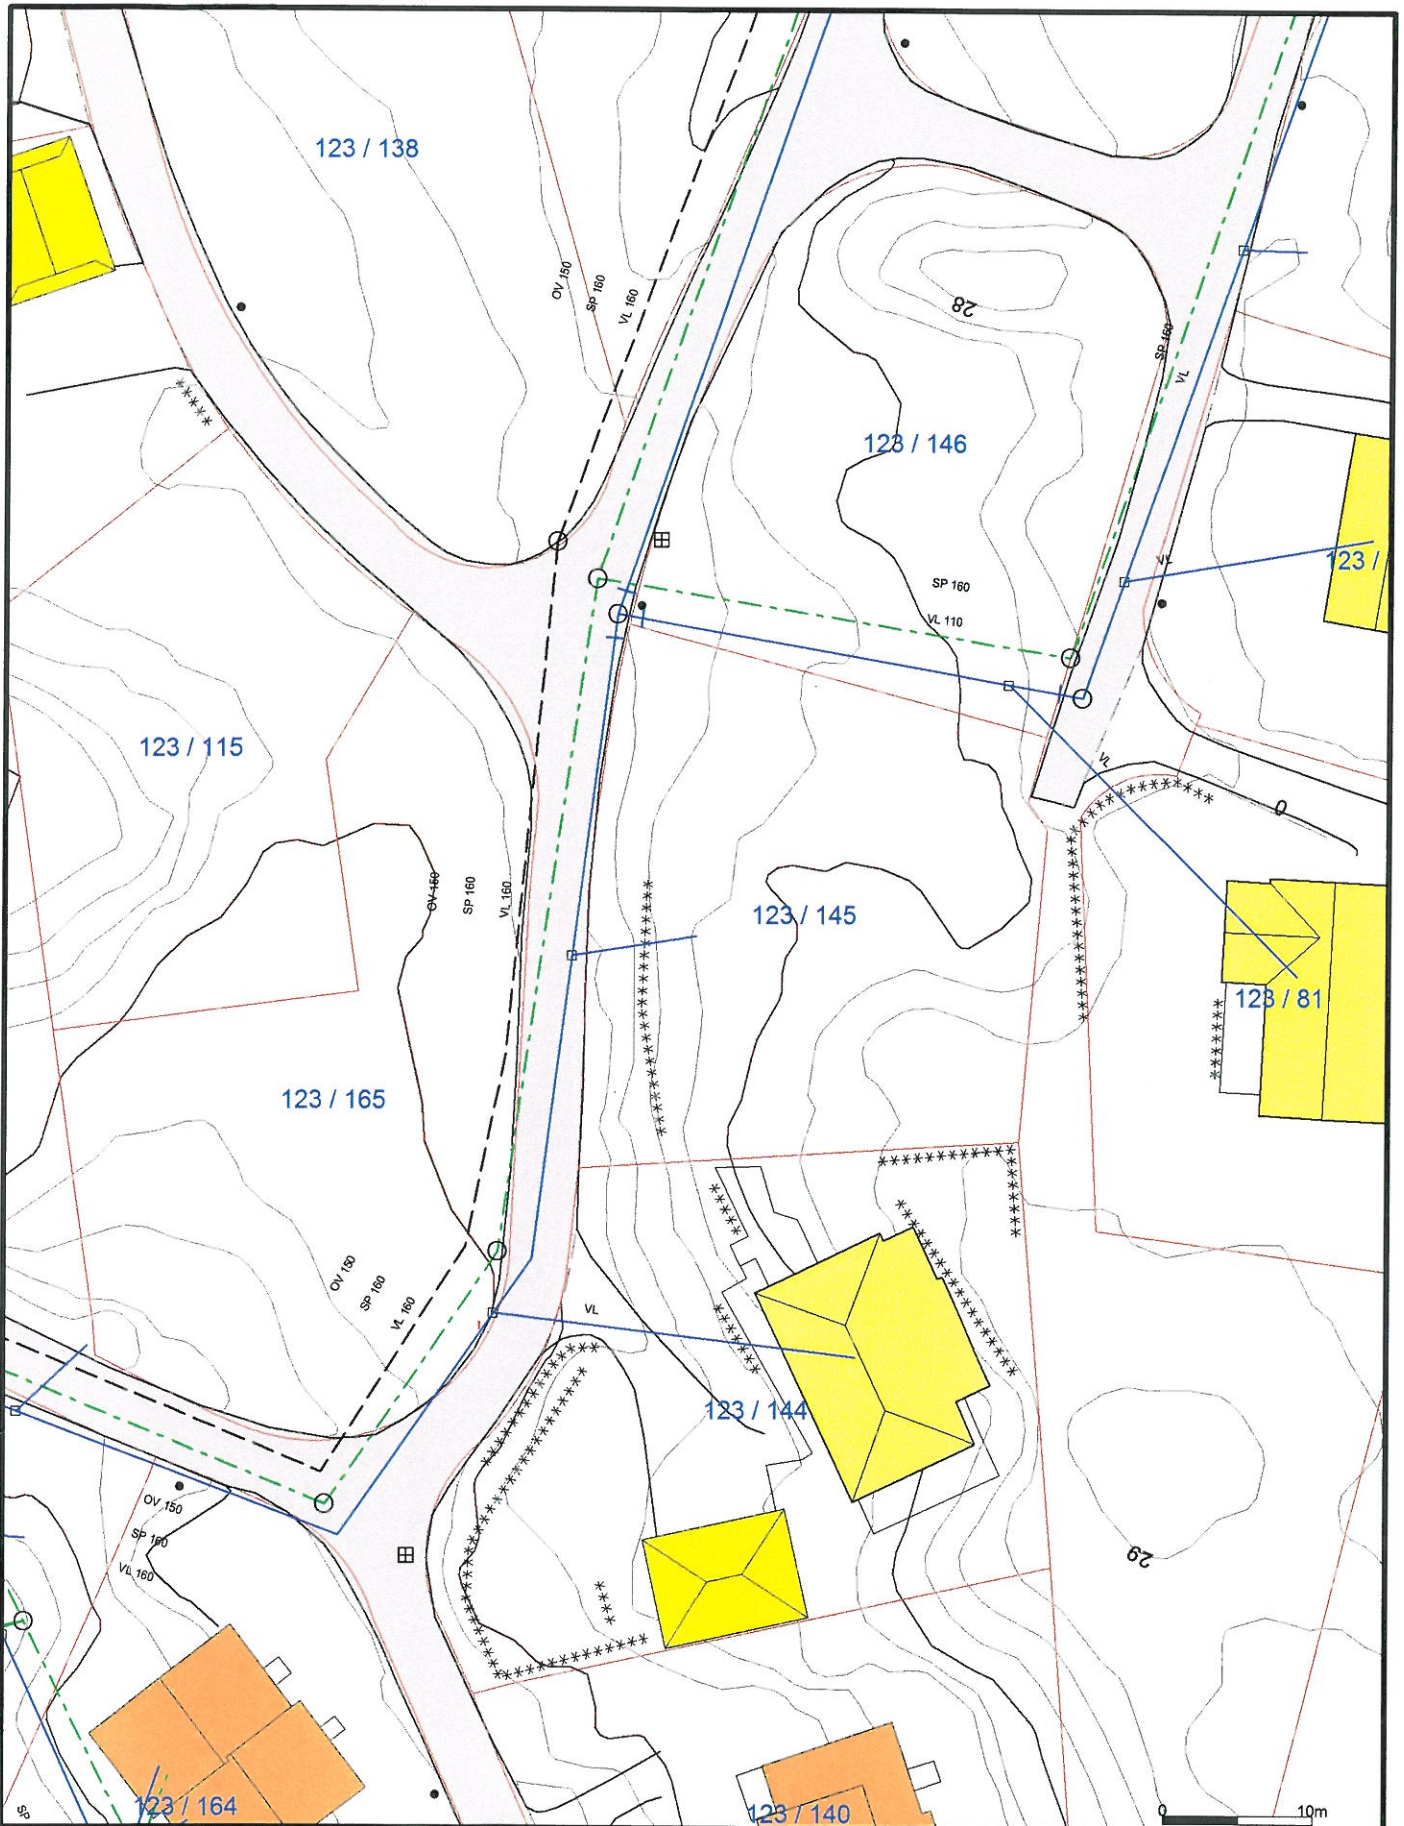 123 / 138
OV 150
SP 160
VL 160
28
SP 160
VL
123 / 146
VL
123 /
SP 160
VL 110
123 / 115
VL
0
OV 150
SP 160
VL 160
123 / 145
123 / 81
123 / 165
OV 150
SP 160
VL 160
VL
123 / 144
OV 150
SP 160
VL 160
29
SP
123 / 164
123 / 140
0
10m